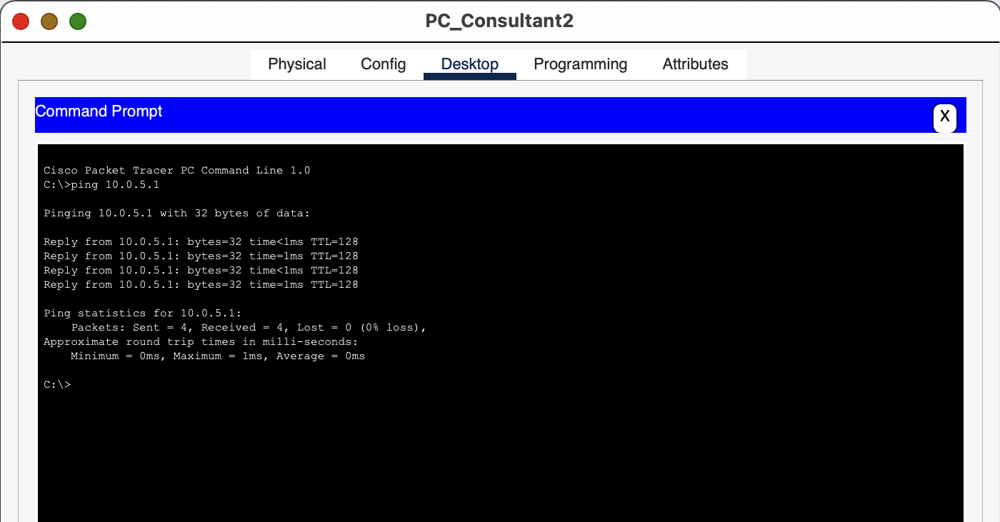 PC_Consultant2
Physical Config Desktop Programming Attributes
Command Prompt
X
Cisco Packet Tracer PC Command Line 1.0
C:\>ping 10.0.5.1
Pinging 10.0.5.1 with 32 bytes of data:
Reply from 10.0.5.1: bytes=32 time<1ms TTL=128
Reply from 10.0.5.1: bytes=32 time=1ms TTL=128
Reply from 10.0.5.1: bytes=32 time<1ms TTL=128
Reply from 10.0.5.1: bytes=32 time=1ms TTL=128
Ping statistics for 10.0.5.1:
    Packets: Sent = 4, Received = 4, Lost = 0 (0% loss),
Approximate round trip times in milli-seconds:
    Minimum = 0ms, Maximum = 1ms, Average = 0ms
C:\>